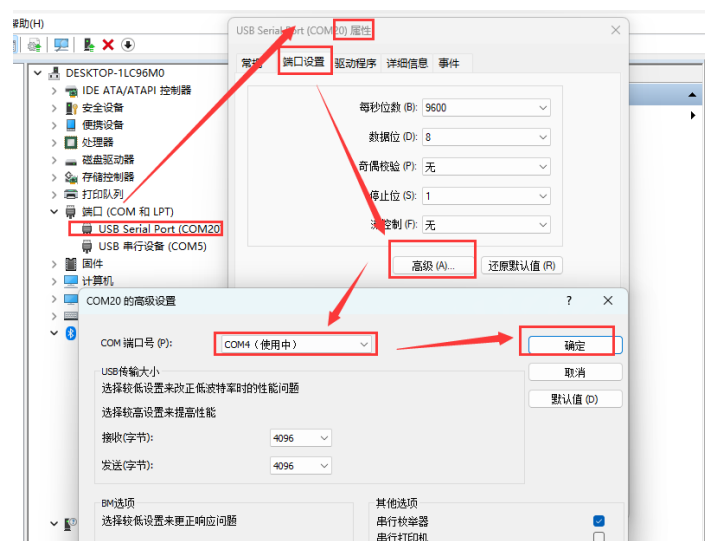 帮助(H)
DESKTOP-1LC96M0
IDE ATA/ATAPI 控制器
安全设备
便携设备
处理器
磁盘驱动器
存储控制器
打印队列
端口 (COM 和 LPT)
USB Serial Port (COM20)
USB 串行设备 (COM5)
固件
计算机
USB Serial Port (COM20) 属性
常规 端口设置 驱动程序 详细信息 事件
每秒位数 (B): 9600
数据位 (D): 8
奇偶校验 (P): 无
停止位 (S): 1
流控制 (F): 无
高级 (A)... 还原默认值 (R)
COM20 的高级设置 ?
COM 端口号 (P): COM4 (使用中) 确定
取消
默认值 (D)
USB传输大小
选择较低设置来改正低波特率时的性能问题
选择较高设置来提高性能
接收(字节): 4096
发送(字节): 4096
BM选项
选择较低设置来更正响应问题
其他选项
串行枚举器
串行打印机